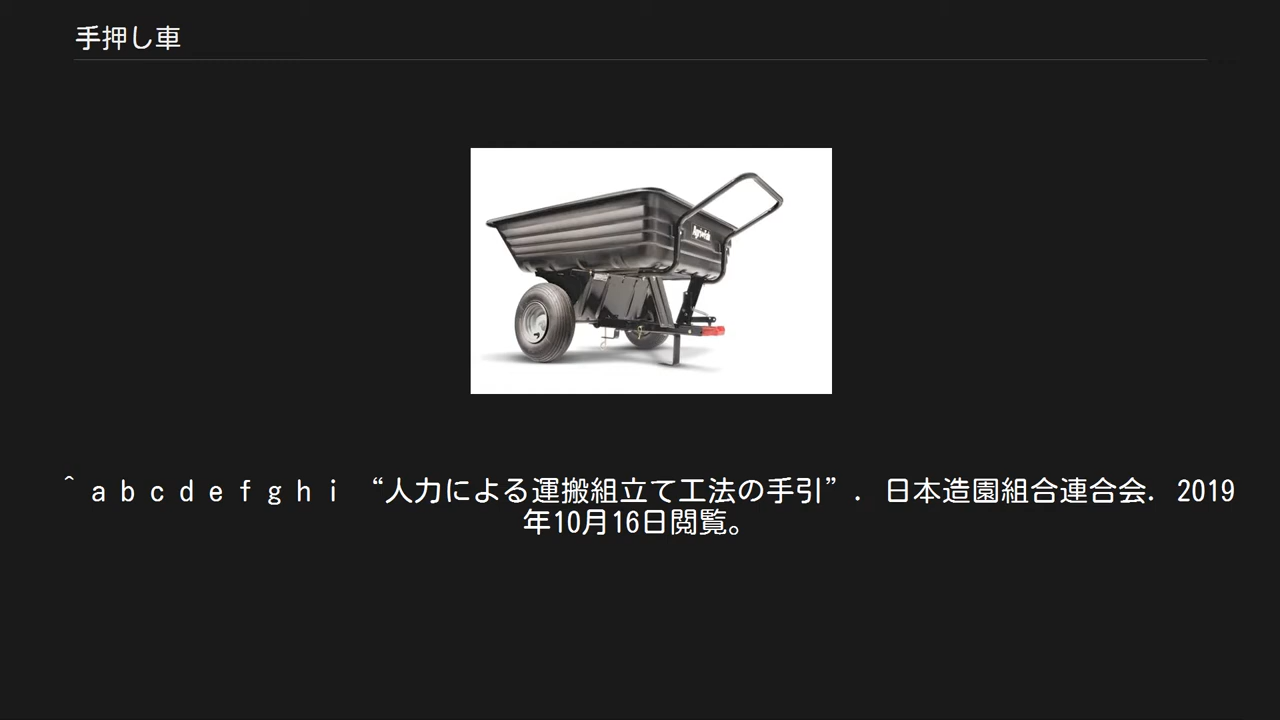 手押し車
^ a b c d e f g h i “人力による運搬組立て工法の手引”. 日本造園組合連合会. 2019
年10月16日閲覧。